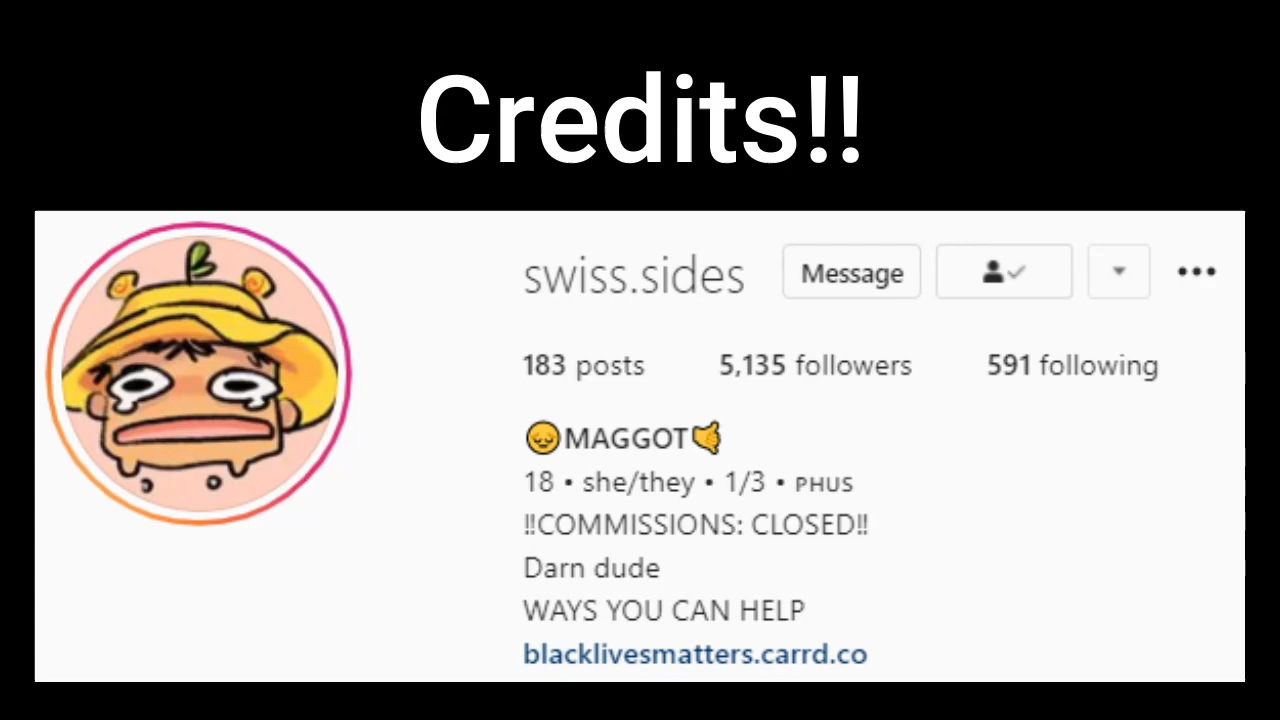 Credits!!
swiss.sides Message
183 posts 5,135 followers 591 following
😔MAGGOT🤙
18 • she/they • 1/3 • ᴘʜᴜs
‼COMMISSIONS: CLOSED‼
Darn dude
WAYS YOU CAN HELP
blacklivesmatters.carrd.co